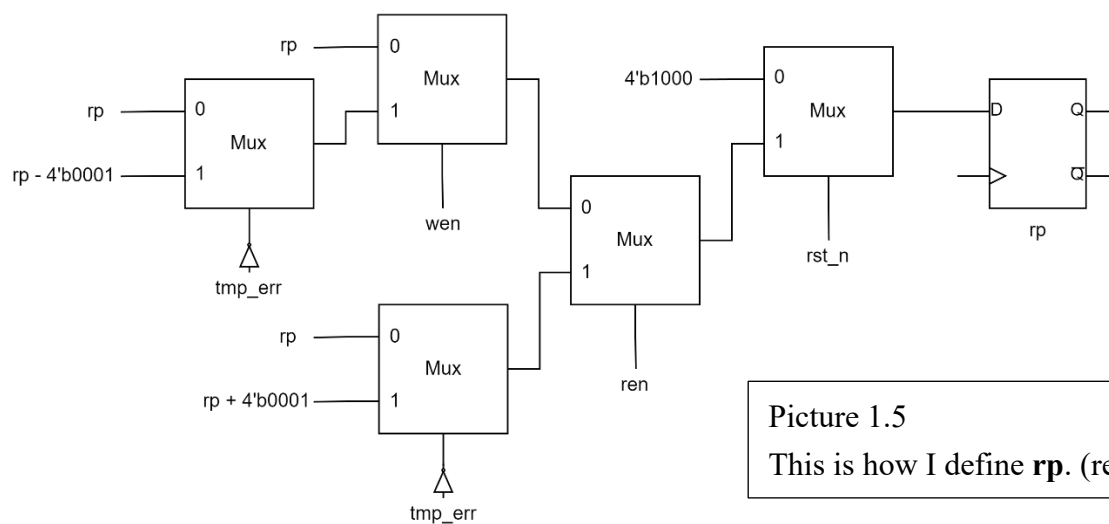 rp
0
Mux
1
rp
0
Mux
1
rp - 4'b0001
tmp_err
wen
rp
0
Mux
1
rp + 4'b0001
tmp_err
0
Mux
1
ren
4'b1000
0
Mux
1
rst_n
D
Q
Q̅
rp
Picture 1.5
This is how I define rp. (re